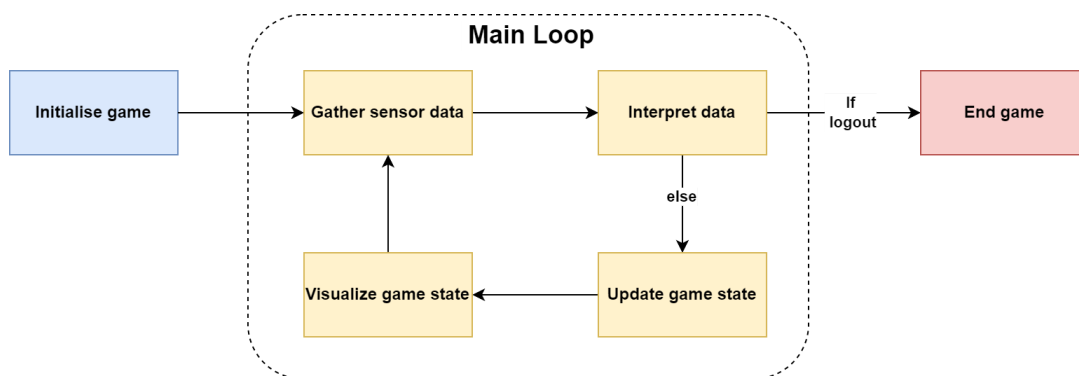 Main Loop
Initialise game
Gather sensor data
Interpret data
If
logout
End game
else
Visualize game state
Update game state